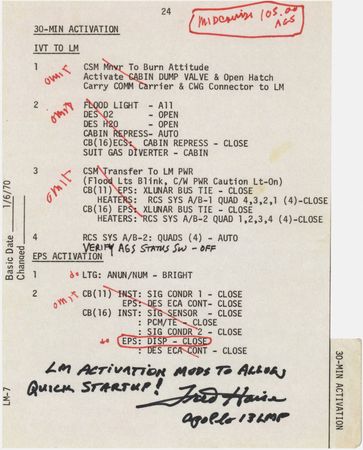 24
MIDCOURSE 105.00
AGS
30-MIN ACTIVATION
IVT TO LM
1 omit CSM Mnvr To Burn Attitude
Activate CABIN DUMP VALVE & Open Hatch
Carry COMM Carrier & CWG Connector to LM
2 omit FLOOD LIGHT - All
DES O2 - OPEN
DES H2O - OPEN
CABIN REPRESS- AUTO
CB(16)ECS: CABIN REPRESS - CLOSE
SUIT GAS DIVERTER - CABIN
3 omit CSM Transfer To LM PWR
(Flood Lts Blink, C/W PWR Caution Lt-On)
CB(11) EPS: XLUNAR BUS TIE - CLOSE
HEATERS: RCS SYS A/B-1 QUAD 4,3,2,1 (4)-CLOSE
CB(16) EPS: XLUNAR BUS TIE - CLOSE
HEATERS: RCS SYS A/B-2 QUAD 1,2,3,4 (4)-CLOSE
4 RCS SYS A/B-2: QUADS (4) - AUTO
VERIFY AGS STATUS SW - OFF
EPS ACTIVATION
1 do LTG: ANUN/NUM - BRIGHT
2 omit CB(11) INST: SIG CONDR 1 - CLOSE
EPS: DES ECA CONT- CLOSE
CB(16) INST: SIG SENSOR - CLOSE
: PCM/TE - CLOSE
: SIG CONDR 2 - CLOSE
do EPS: DISP - CLOSE
: DES ECA CONT - CLOSE
LM ACTIVATION MODS TO ALLOW
QUICK STARTUP!
Fred Haise
Apollo 13 LMP
Basic Date 1/6/70
Changed
LM-7
30-MIN ACTIVATION